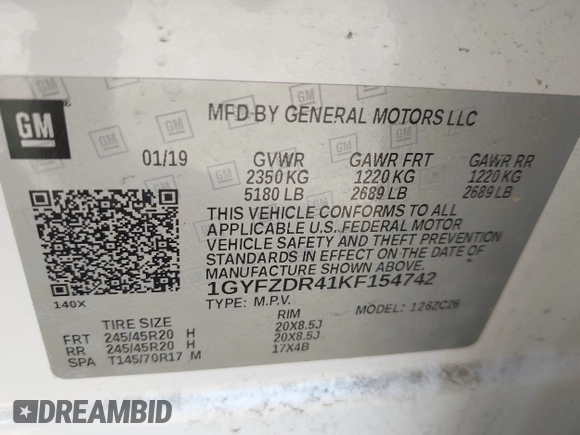 GM
MFD BY GENERAL MOTORS LLC
01/19 GVWR GAWR FRT GAWR RR
2350 KG 1220 KG 1220 KG
5180 LB 2689 LB 2689 LB
THIS VEHICLE CONFORMS TO ALL
APPLICABLE U.S. FEDERAL MOTOR
VEHICLE SAFETY AND THEFT PREVENTION
STANDARDS IN EFFECT ON THE DATE OF
MANUFACTURE SHOWN ABOVE.
1GYFZDR41KF154742
140X
TYPE: M.P.V. MODEL: 126ZC26
TIRE SIZE RIM
FRT 245/45R20 H 20X8.5J
RR 245/45R20 H 20X8.5J
SPA T145/70R17 M 17X4B
DREAMBID